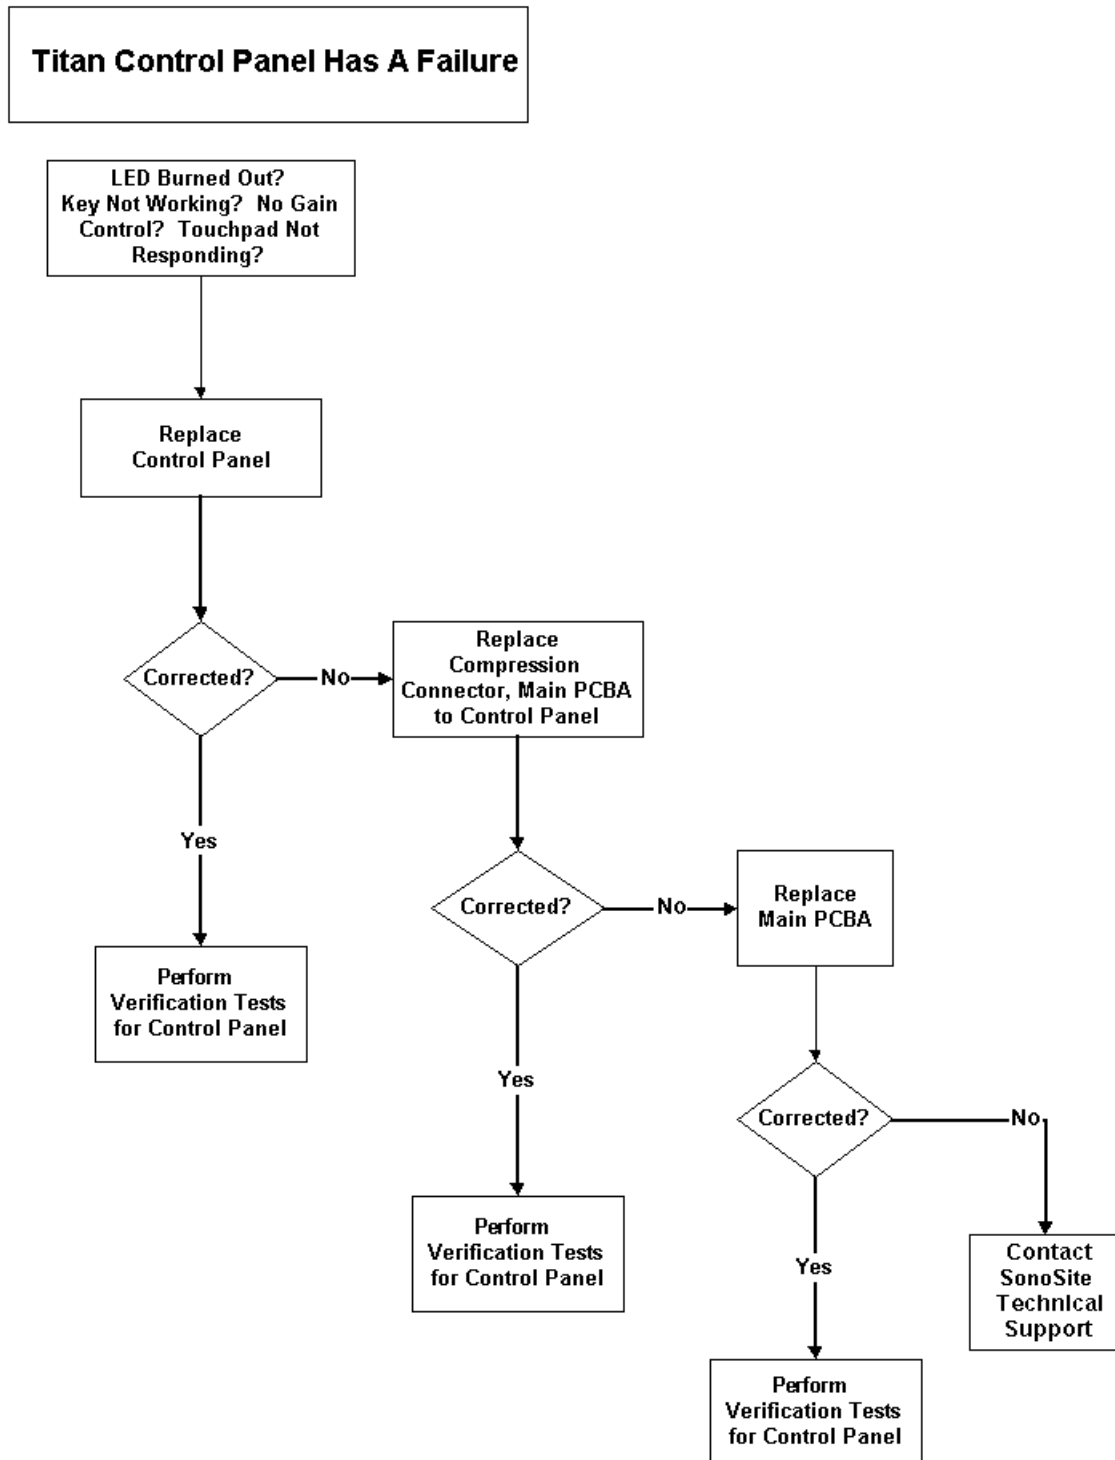 Titan Control Panel Has A Failure
LED Burned Out?
Key Not Working? No Gain
Control? Touchpad Not
Responding?
Replace
Control Panel
Corrected?
No
Replace
Compression
Connector, Main PCBA
to Control Panel
Yes
Corrected?
No
Replace
Main PCBA
Perform
Verification Tests
for Control Panel
Yes
Corrected?
No
Perform
Verification Tests
for Control Panel
Yes
Contact
SonoSite
Technical
Support
Perform
Verification Tests
for Control Panel